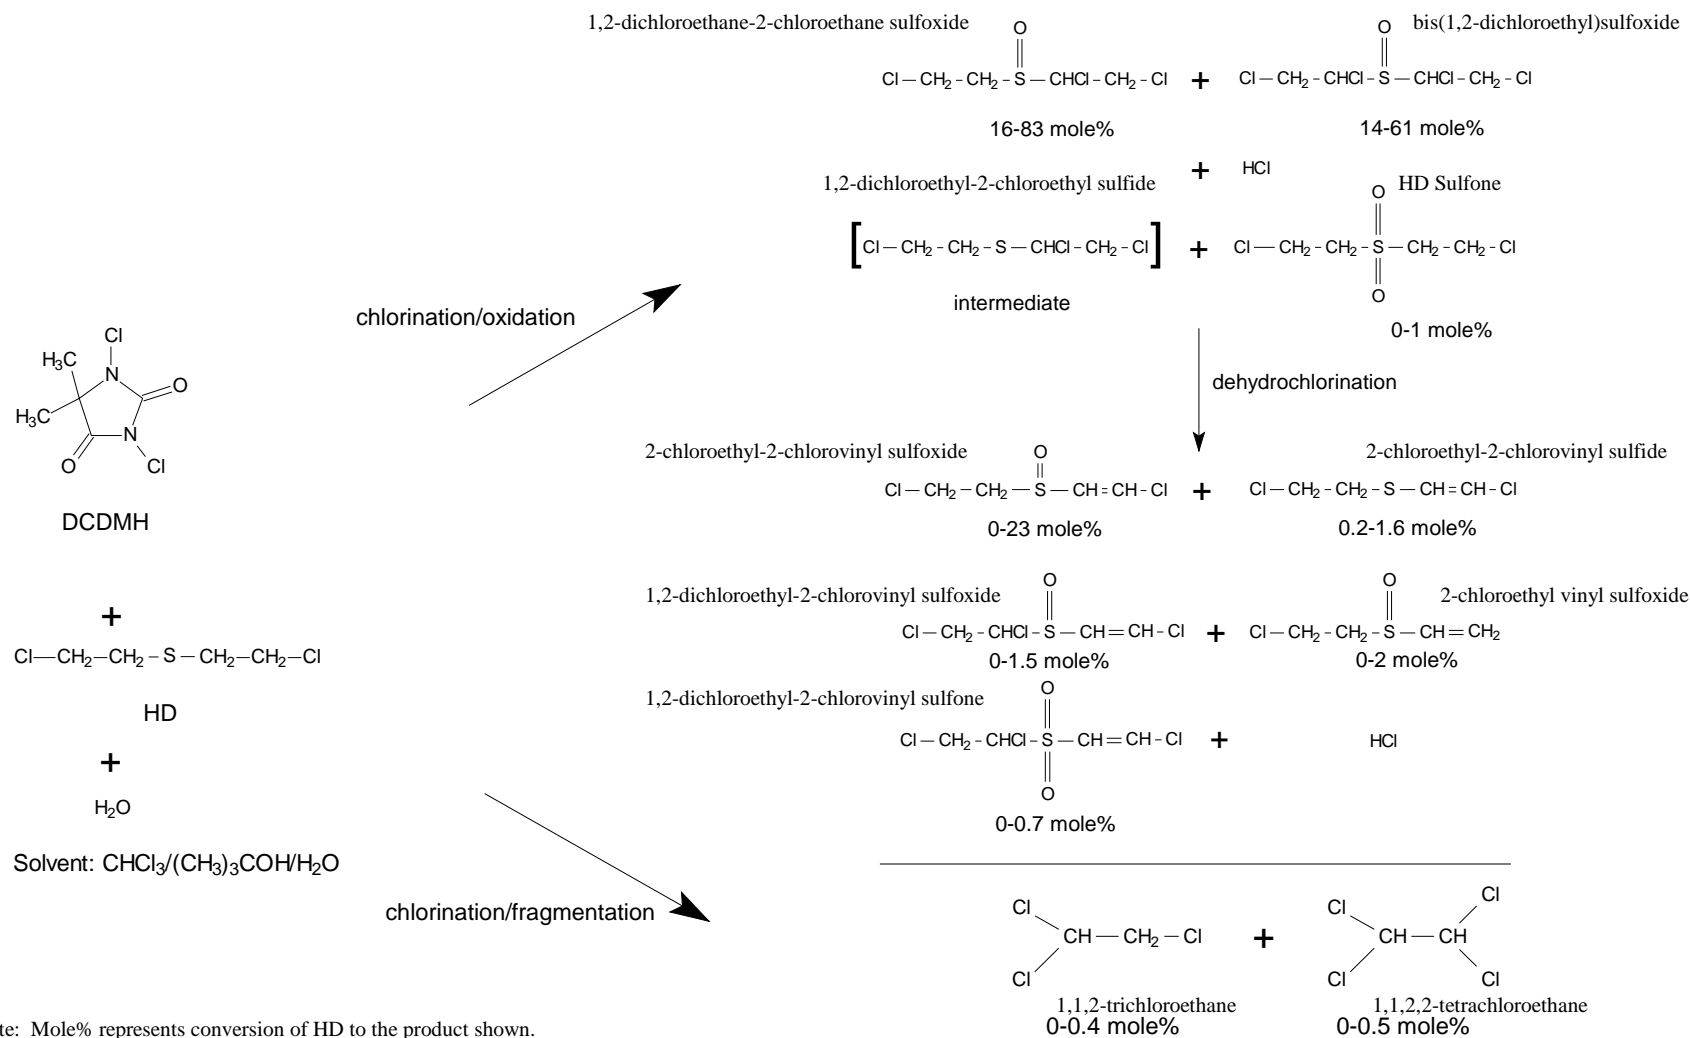 1,2-dichloroethane-2-chloroethane sulfoxide
bis(1,2-dichloroethyl)sulfoxide
O
O
Cl—CH2-CH2-S—CHCl-CH2-Cl + Cl—CH2-CHCl-S—CHCl-CH2-Cl
16-83 mole%
14-61 mole%
+ HCl
1,2-dichloroethyl-2-chloroethyl sulfide
HD Sulfone
O
[Cl—CH2-CH2-S—CHCl-CH2-Cl] + Cl—CH2-CH2-S—CH2-CH2-Cl
O
intermediate
0-1 mole%
chlorination/oxidation
dehydrochlorination
Cl
H3C
N
O
H3C
N
O
Cl
DCDMH
2-chloroethyl-2-chlorovinyl sulfoxide
2-chloroethyl-2-chlorovinyl sulfide
O
Cl—CH2-CH2—S—CH=CH-Cl + Cl—CH2-CH2-S—CH=CH-Cl
0-23 mole%
0.2-1.6 mole%
+
Cl—CH2—CH2-S—CH2—CH2-Cl
HD
+
H2O
Solvent: CHCl3/(CH3)3COH/H2O
O
O
1,2-dichloroethyl-2-chlorovinyl sulfoxide
2-chloroethyl vinyl sulfoxide
Cl—CH2-CHCl-S—CH=CH-Cl + Cl—CH2-CH2-S—CH=CH2
0-1.5 mole%
0-2 mole%
1,2-dichloroethyl-2-chlorovinyl sulfone
O
Cl—CH2-CHCl-S—CH=CH-Cl + HCl
O
0-0.7 mole%
chlorination/fragmentation
Cl
CH—CH2—Cl
Cl
+
Cl
Cl
CH—CH
Cl
Cl
1,1,2-trichloroethane
1,1,2,2-tetrachloroethane
0-0.4 mole%
0-0.5 mole%
te: Mole% represents conversion of HD to the product shown.